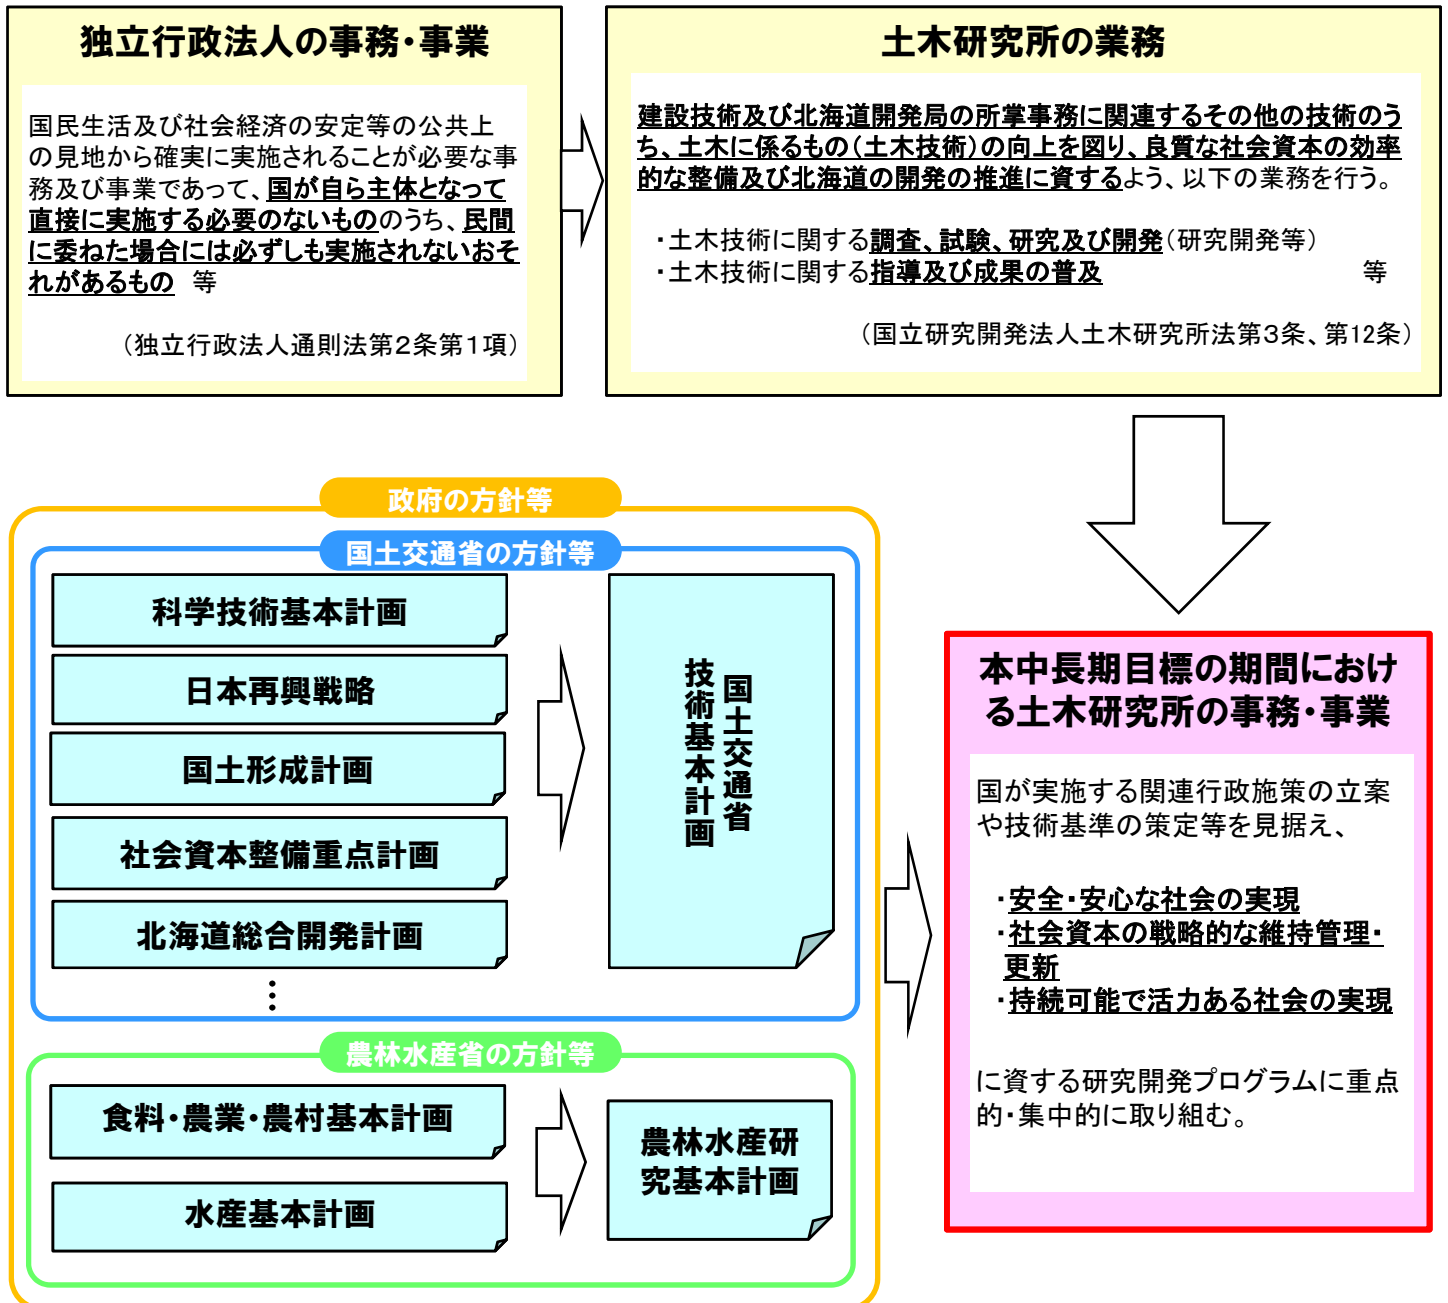 独立行政法人の事務・事業
国民生活及び社会経済の安定等の公共上
の見地から確実に実施されることが必要な事
務及び事業であって、国が自ら主体となって
直接に実施する必要のないもののうち、民間
に委ねた場合には必ずしも実施されないおそ
れがあるもの　等
（独立行政法人通則法第２条第１項）
土木研究所の業務
建設技術及び北海道開発局の所掌事務に関連するその他の技術のう
ち、土木に係るもの（土木技術）の向上を図り、良質な社会資本の効率
的な整備及び北海道の開発の推進に資するよう、以下の業務を行う。
・土木技術に関する調査、試験、研究及び開発（研究開発等）
・土木技術に関する指導及び成果の普及　等
（国立研究開発法人土木研究所法第３条、第12条）
政府の方針等
国土交通省の方針等
科学技術基本計画
日本再興戦略
国土形成計画
社会資本整備重点計画
北海道総合開発計画
…
国土交通省
技術基本計画
農林水産省の方針等
食料・農業・農村基本計画
水産基本計画
農林水産研
究基本計画
本中長期目標の期間におけ
る土木研究所の事務・事業
国が実施する関連行政施策の立案
や技術基準の策定等を見据え、
・安全・安心な社会の実現
・社会資本の戦略的な維持管理・
更新
・持続可能で活力ある社会の実現
に資する研究開発プログラムに重点
的・集中的に取り組む。